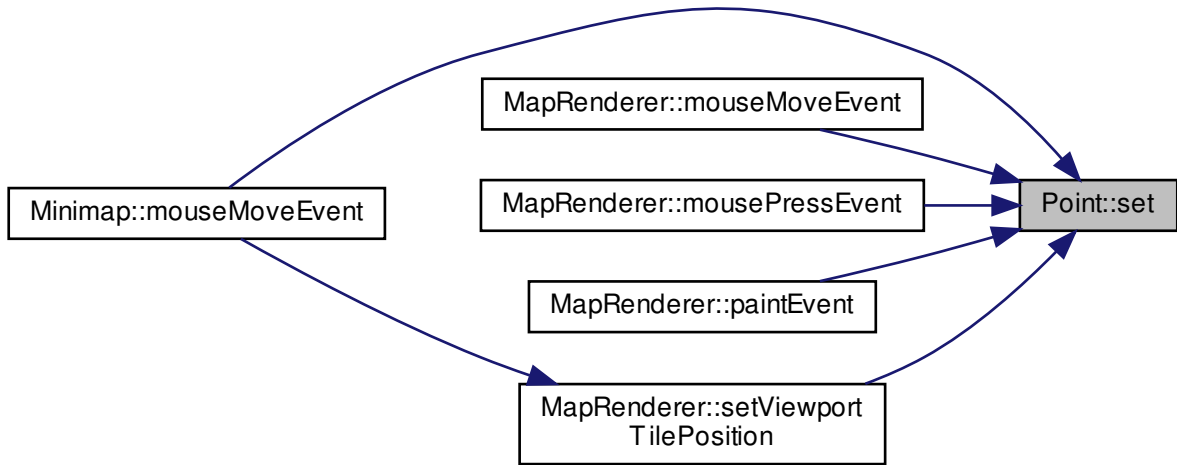 MapRenderer::mouseMoveEvent
Minimap::mouseMoveEvent
MapRenderer::mousePressEvent
Point::set
MapRenderer::paintEvent
MapRenderer::setViewport
TilePosition